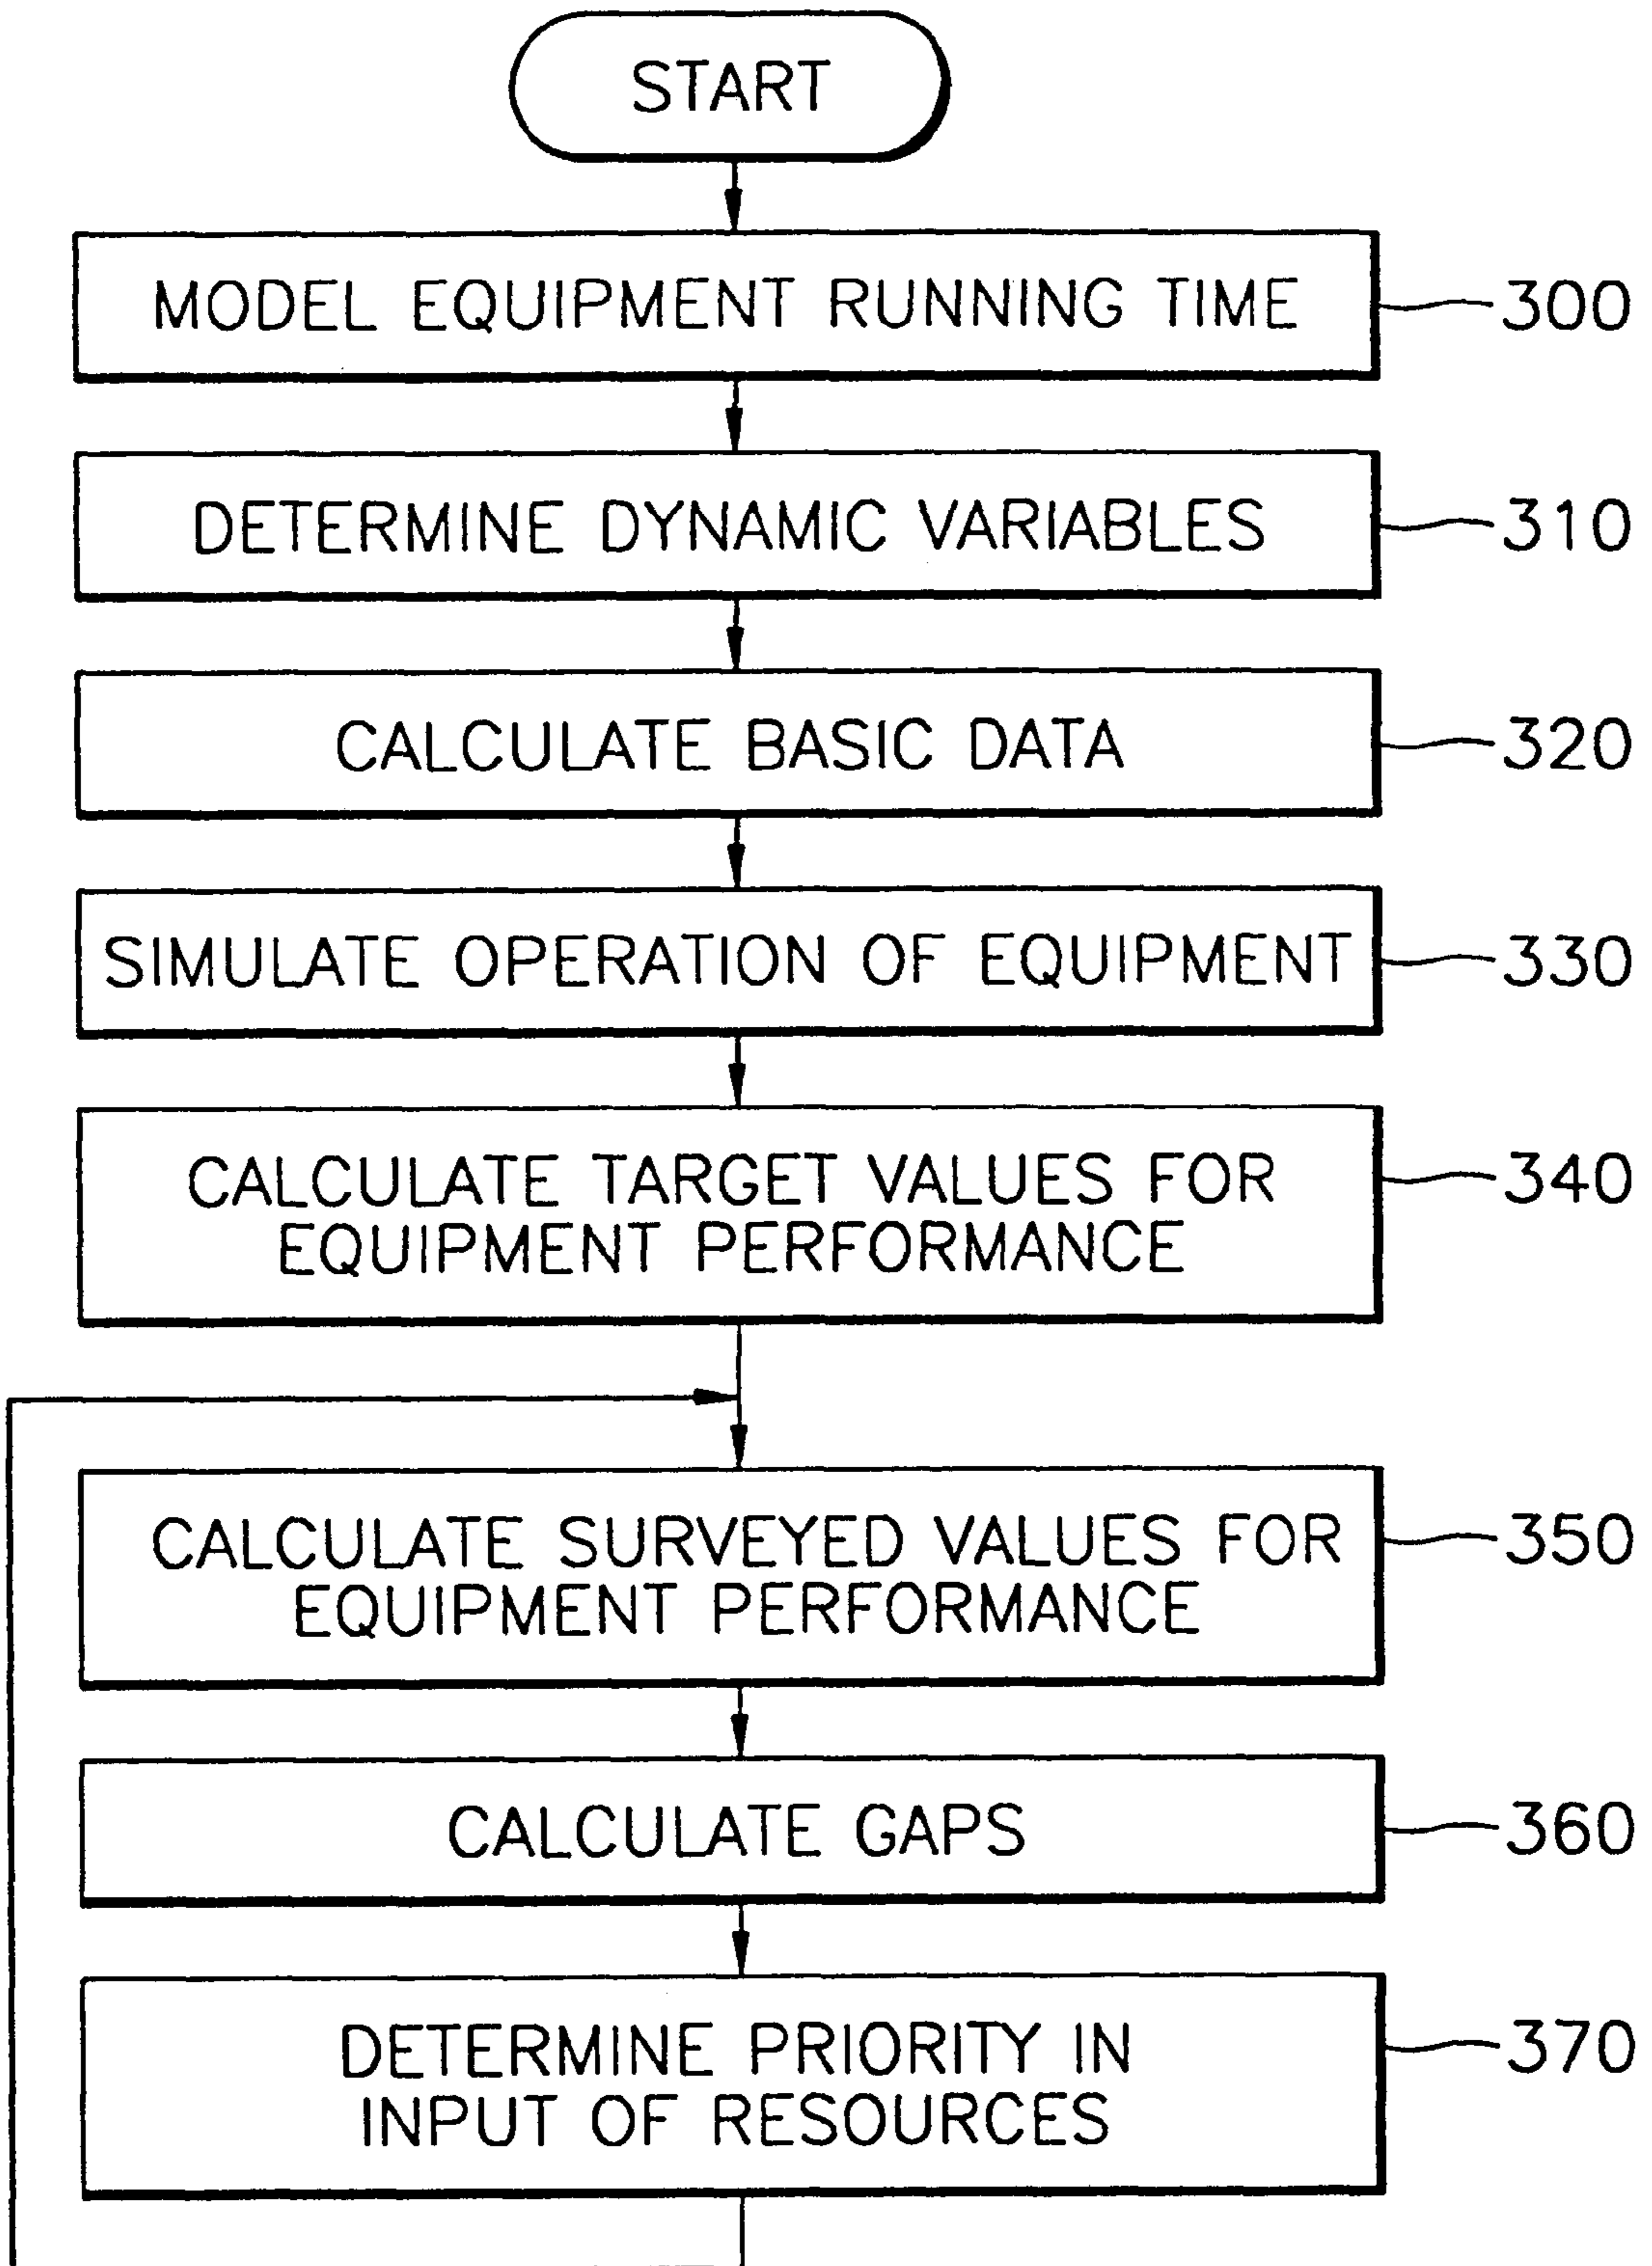 START
MODEL EQUIPMENT RUNNING TIME
300
DETERMINE DYNAMIC VARIABLES
310
CALCULATE BASIC DATA
320
SIMULATE OPERATION OF EQUIPMENT
330
CALCULATE TARGET VALUES FOR
EQUIPMENT PERFORMANCE
340
CALCULATE SURVEYED VALUES FOR
EQUIPMENT PERFORMANCE
350
CALCULATE GAPS
360
DETERMINE PRIORITY IN
INPUT OF RESOURCES
370